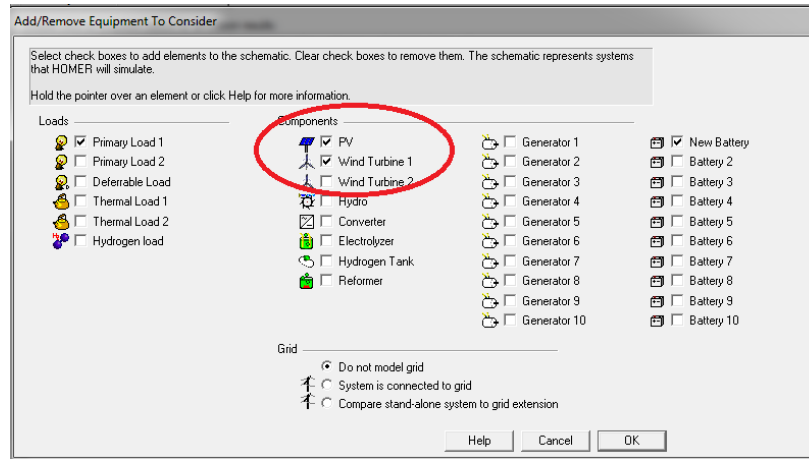 Add/Remove Equipment To Consider
Select check boxes to add elements to the schematic. Clear check boxes to remove them. The schematic represents systems
that HOMER will simulate.
Hold the pointer over an element or click Help for more information.
Loads
Primary Load 1
Primary Load 2
Deferrable Load
Thermal Load 1
Thermal Load 2
Hydrogen load
Components
PV
Wind Turbine 1
Wind Turbine 2
Hydro
Converter
Electrolyzer
Hydrogen Tank
Reformer
Generator 1
Generator 2
Generator 3
Generator 4
Generator 5
Generator 6
Generator 7
Generator 8
Generator 9
Generator 10
New Battery
Battery 2
Battery 3
Battery 4
Battery 5
Battery 6
Battery 7
Battery 8
Battery 9
Battery 10
Grid
Do not model grid
System is connected to grid
Compare stand-alone system to grid extension
Help
Cancel
OK